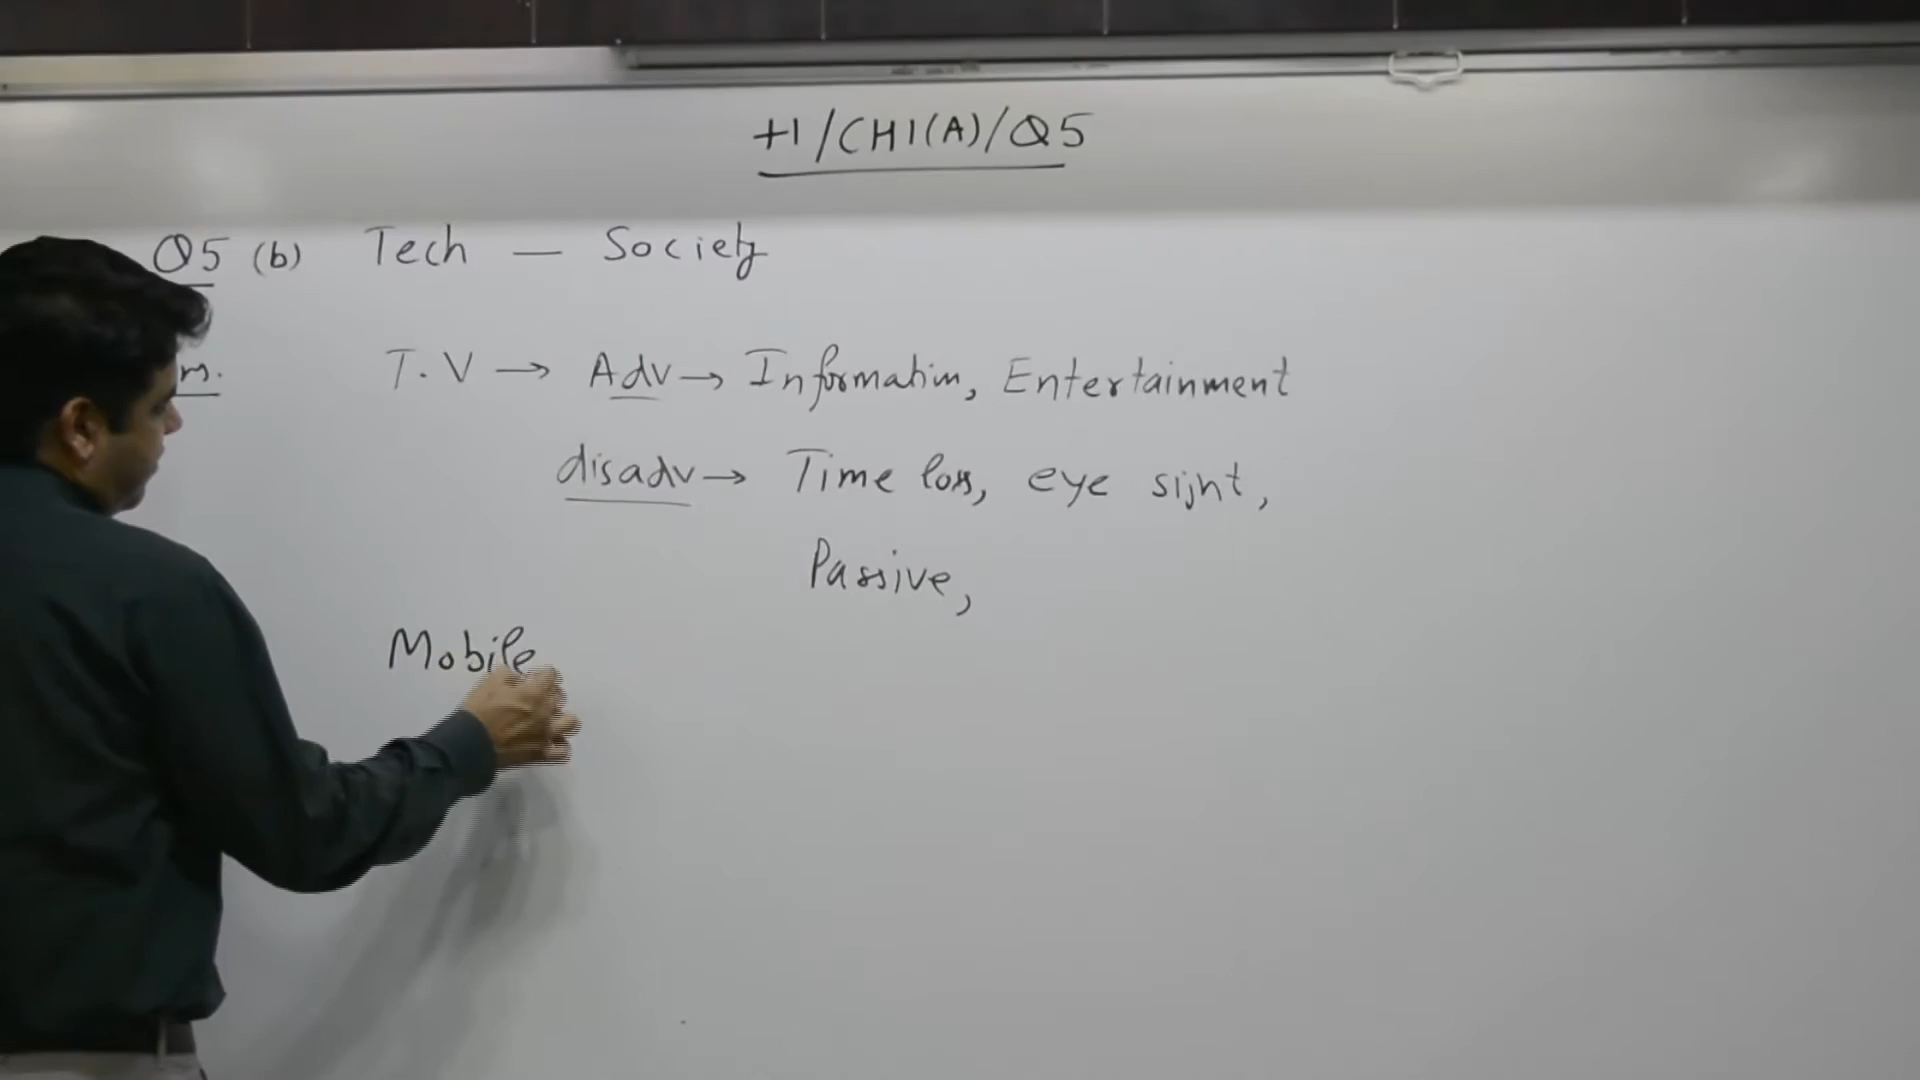 +1/CH1(A)/Q5
Q5 (b) Tech — Society
m. T.V → Adv → Information, Entertainment
disadv → Time loss, eye sight,
Passive,
Mobile